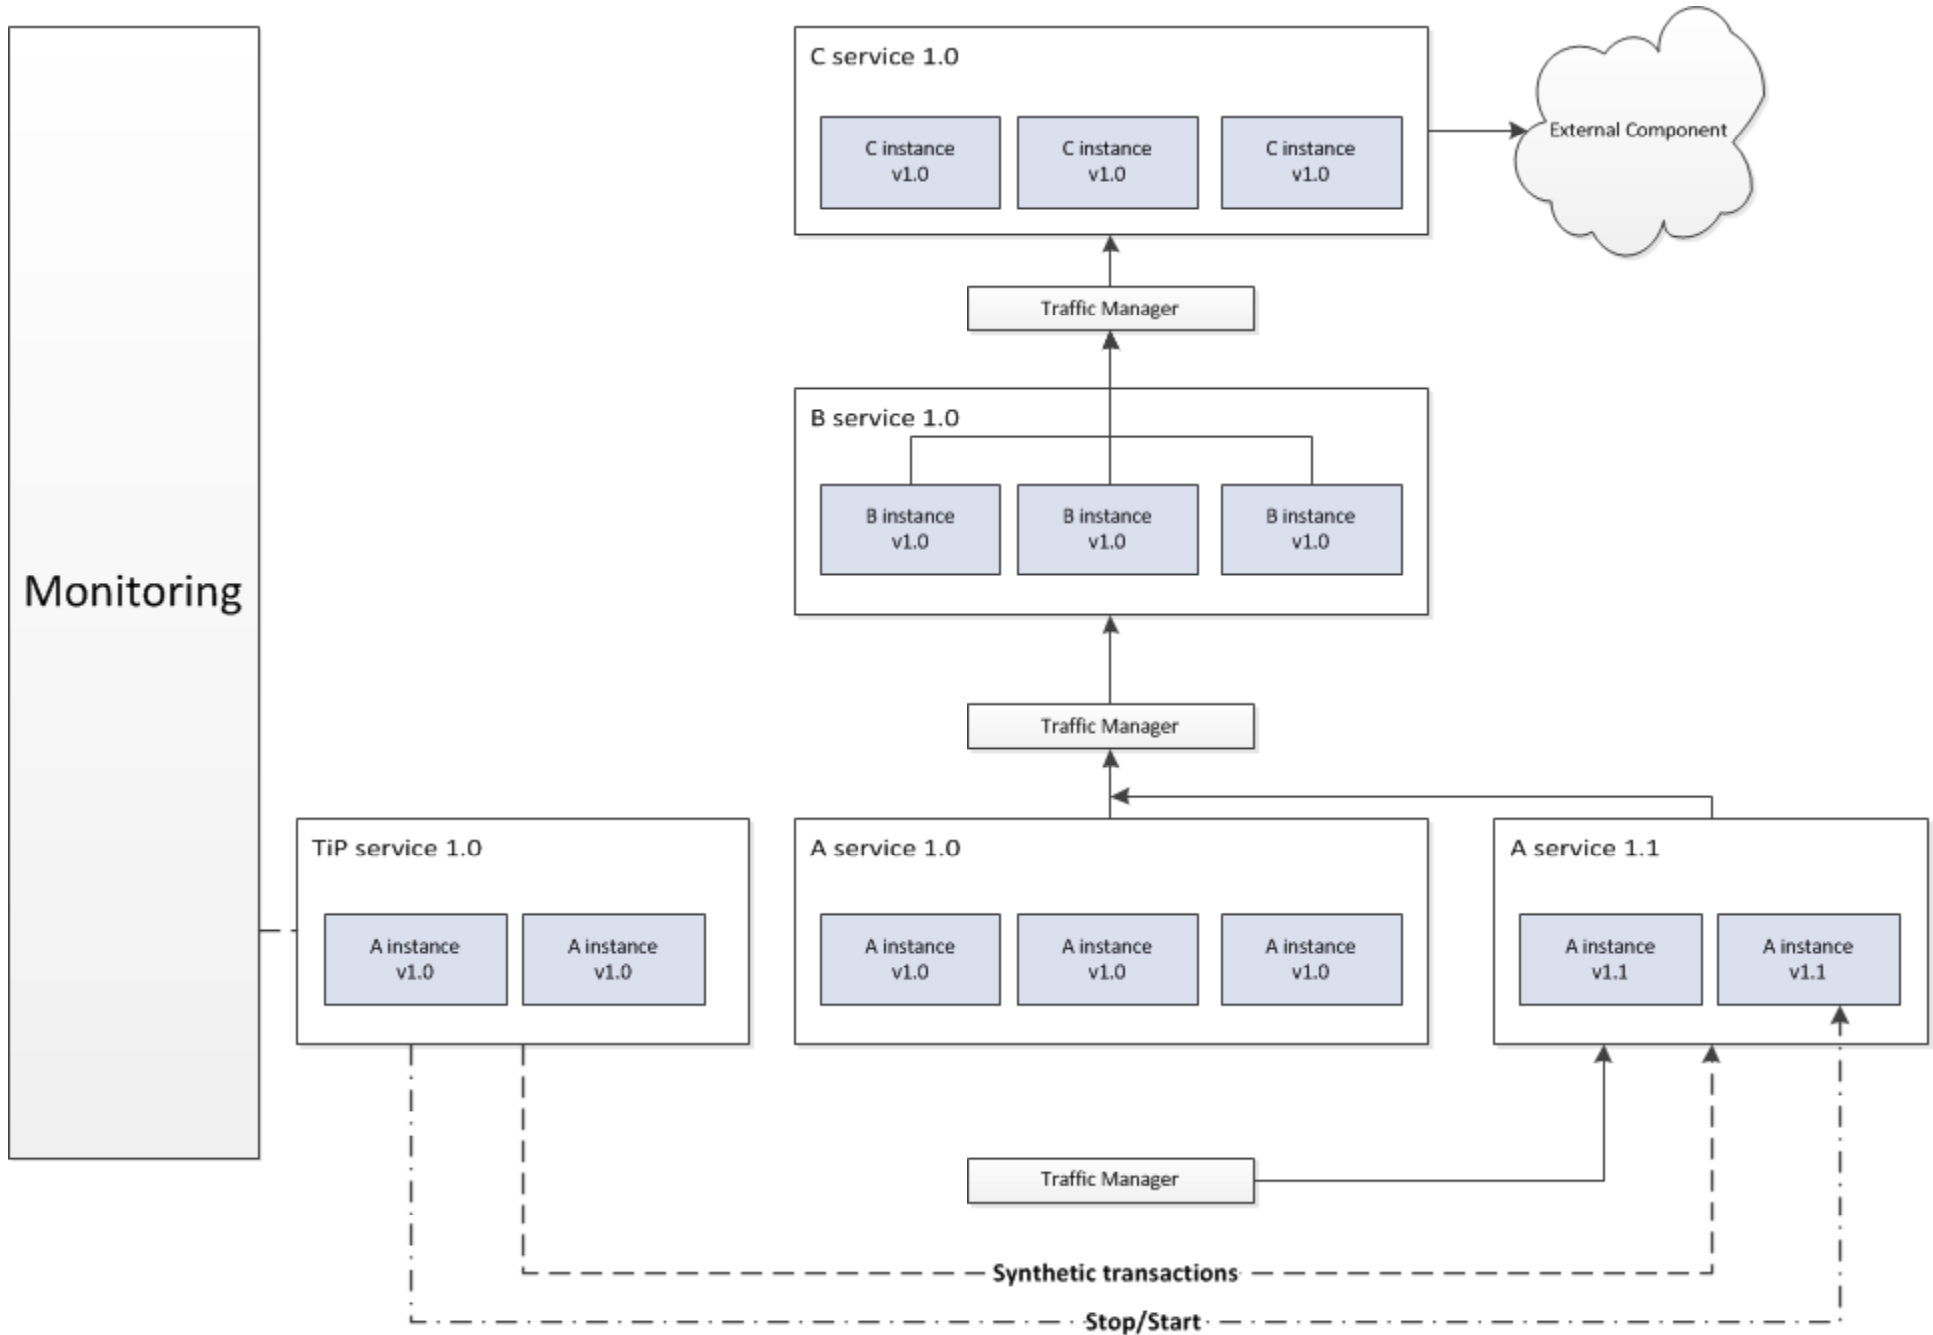 C service 1.0
C instance
v1.0
C instance
v1.0
C instance
v1.0
External Component
Traffic Manager
B service 1.0
B instance
v1.0
B instance
v1.0
B instance
v1.0
Monitoring
Traffic Manager
TiP service 1.0
A instance
v1.0
A instance
v1.0
A service 1.0
A instance
v1.0
A instance
v1.0
A instance
v1.0
A service 1.1
A instance
v1.1
A instance
v1.1
Traffic Manager
Synthetic transactions
Stop/Start